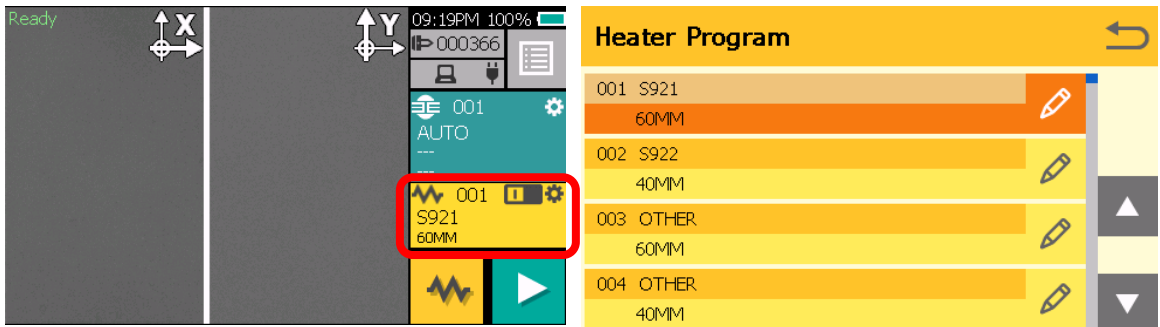 Ready
X
Y
09:19PM 100%
000366
001
AUTO
---
---
001
S921
60MM
Heater Program
001 S921
60MM
002 S922
40MM
003 OTHER
60MM
004 OTHER
40MM